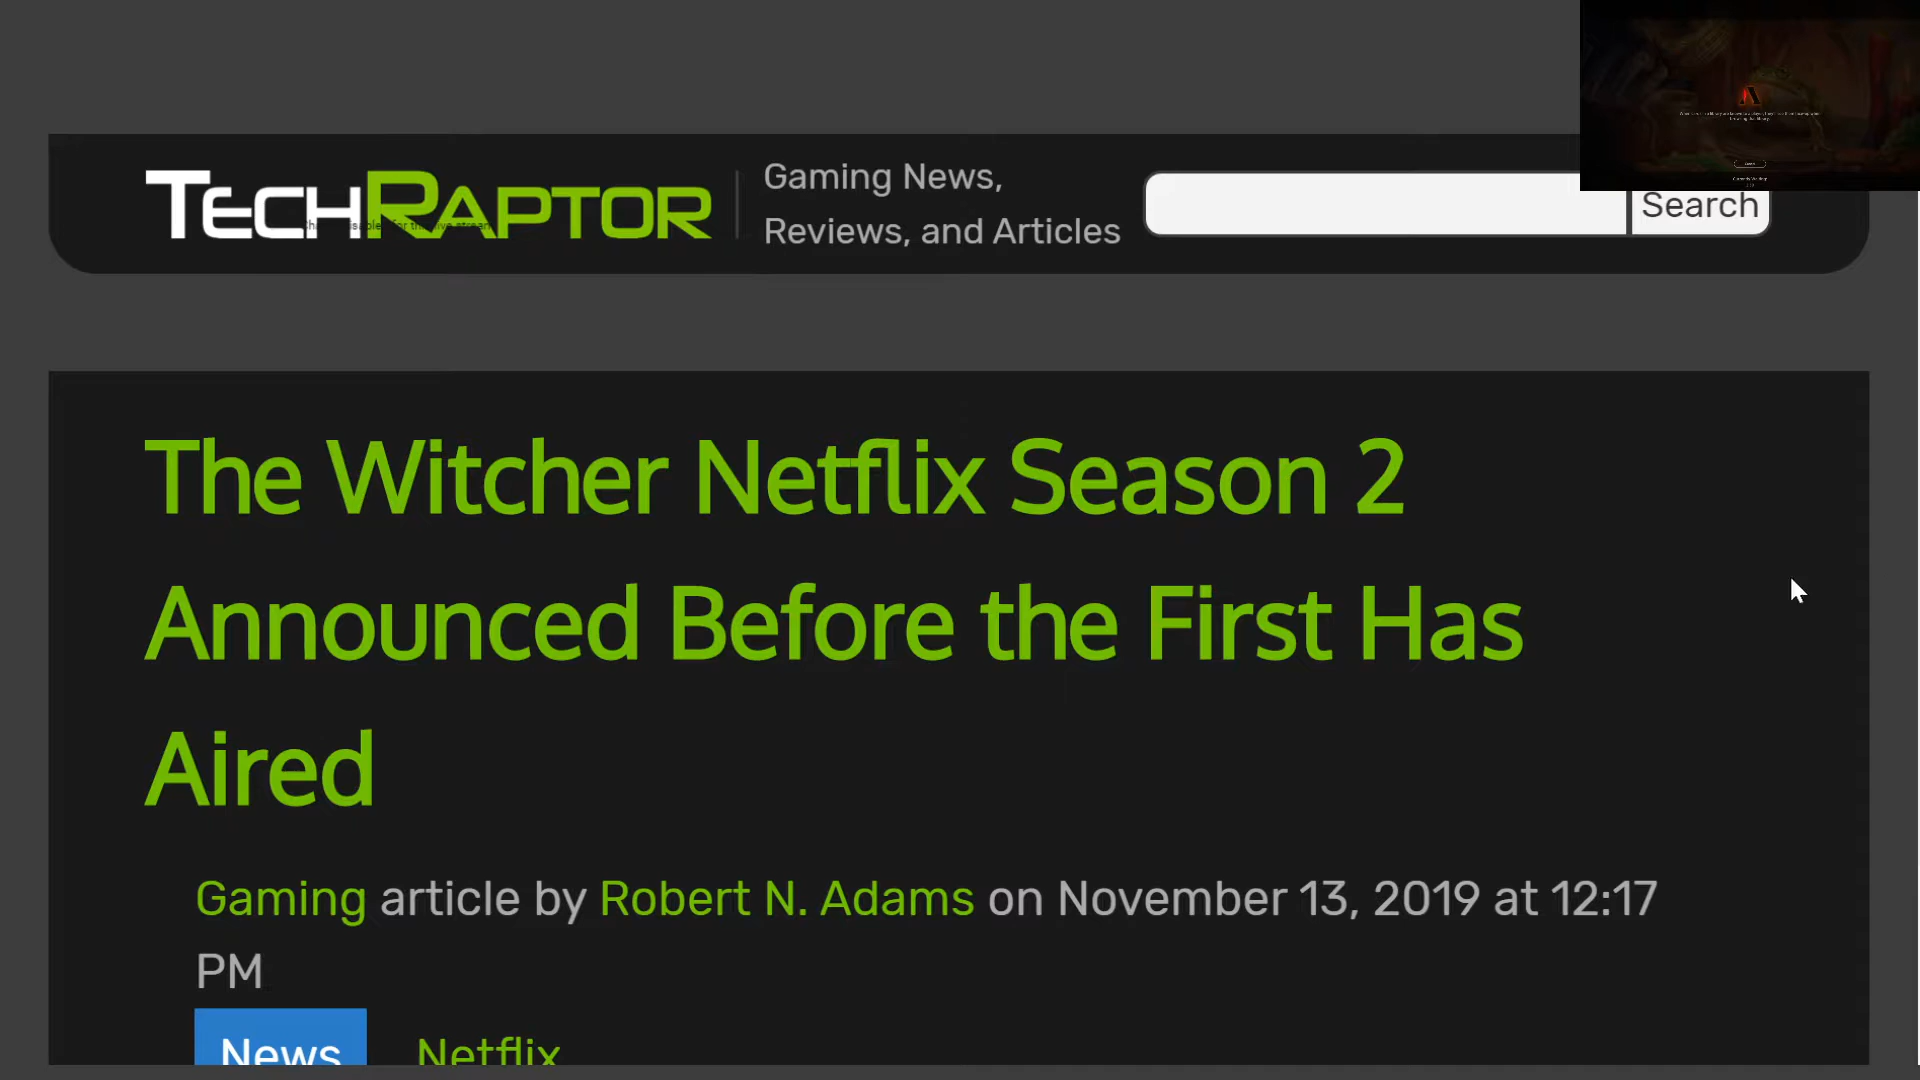 TECHRAPTOR
Gaming News,
Reviews, and Articles
Search
The Witcher Netflix Season 2
Announced Before the First Has
Aired
Gaming article by Robert N. Adams on November 13, 2019 at 12:17
PM
News Netflix